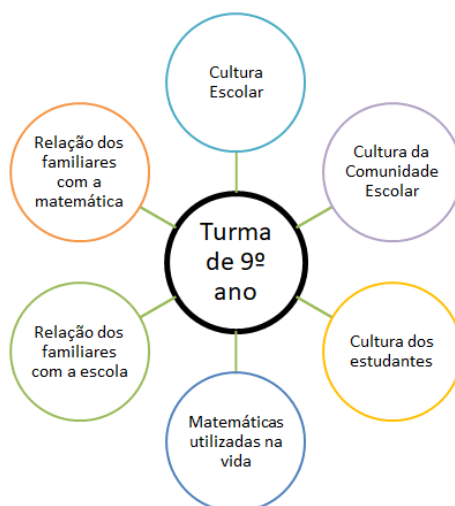 Cultura
Escolar
Cultura da
Comunidade
Escolar
Cultura dos
estudantes
Matemáticas
utilizadas na
vida
Relação dos
familiares
com a escola
Relação dos
familiares
com a
matemática
Turma
de 9º
ano